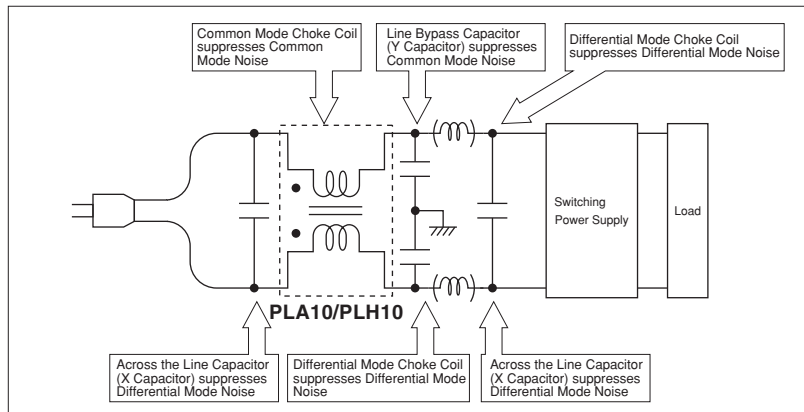 Common Mode Choke Coil
suppresses Common
Mode Noise
Line Bypass Capacitor
(Y Capacitor) suppresses
Common Mode Noise
Differential Mode Choke Coil
suppresses Differential Mode Noise
Switching
Power Supply
Load
PLA10/PLH10
Across the Line Capacitor
(X Capacitor) suppresses
Differential Mode Noise
Differential Mode Choke Coil
suppresses Differential Mode
Noise
Across the Line Capacitor
(X Capacitor) suppresses
Differential Mode Noise